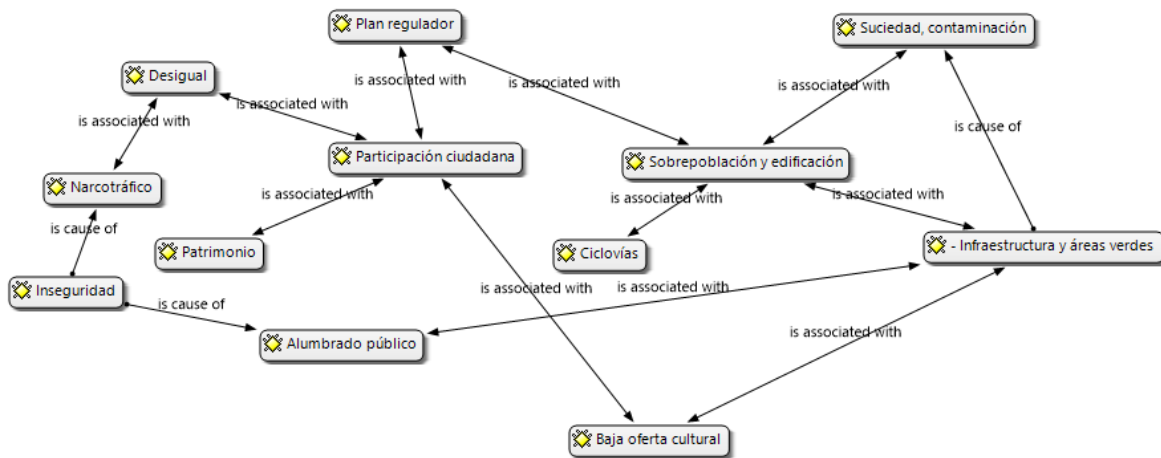 Plan regulador
Suciedad, contaminación
Desigual
is associated with
is associated with
is associated with
is associated with
is associated with
is cause of
Participación ciudadana
Sobrepoblación y edificación
Narcotráfico
is associated with
is associated with
is associated with
is cause of
Patrimonio
Ciclovías
- Infraestructura y áreas verdes
Inseguridad
is associated with
is associated with
is cause of
is associated with
Alumbrado público
Baja oferta cultural